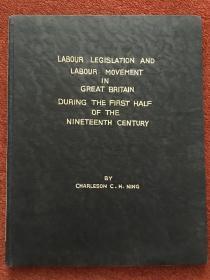 LABOUR LEGISLATION AND
LABOUR MOVEMENT
IN
GREAT BRITAIN
DURING THE FIRST HALF
OF THE
NINETEENTH CENTURY
BY
CHARLESON C. H. NING